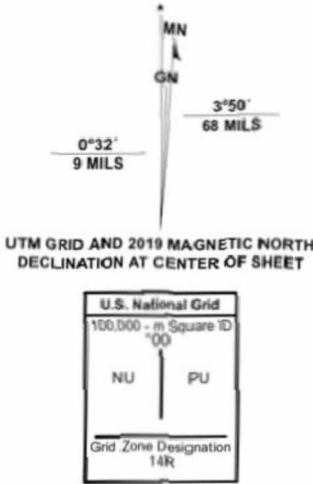 *
MN
GN
3°50'
68 MILS
0°32'
9 MILS
UTM GRID AND 2019 MAGNETIC NORTH
DECLINATION AT CENTER OF SHEET
U.S. National Grid
100,000 - m Square ID
00
NU PU
Grid Zone Designation
14R